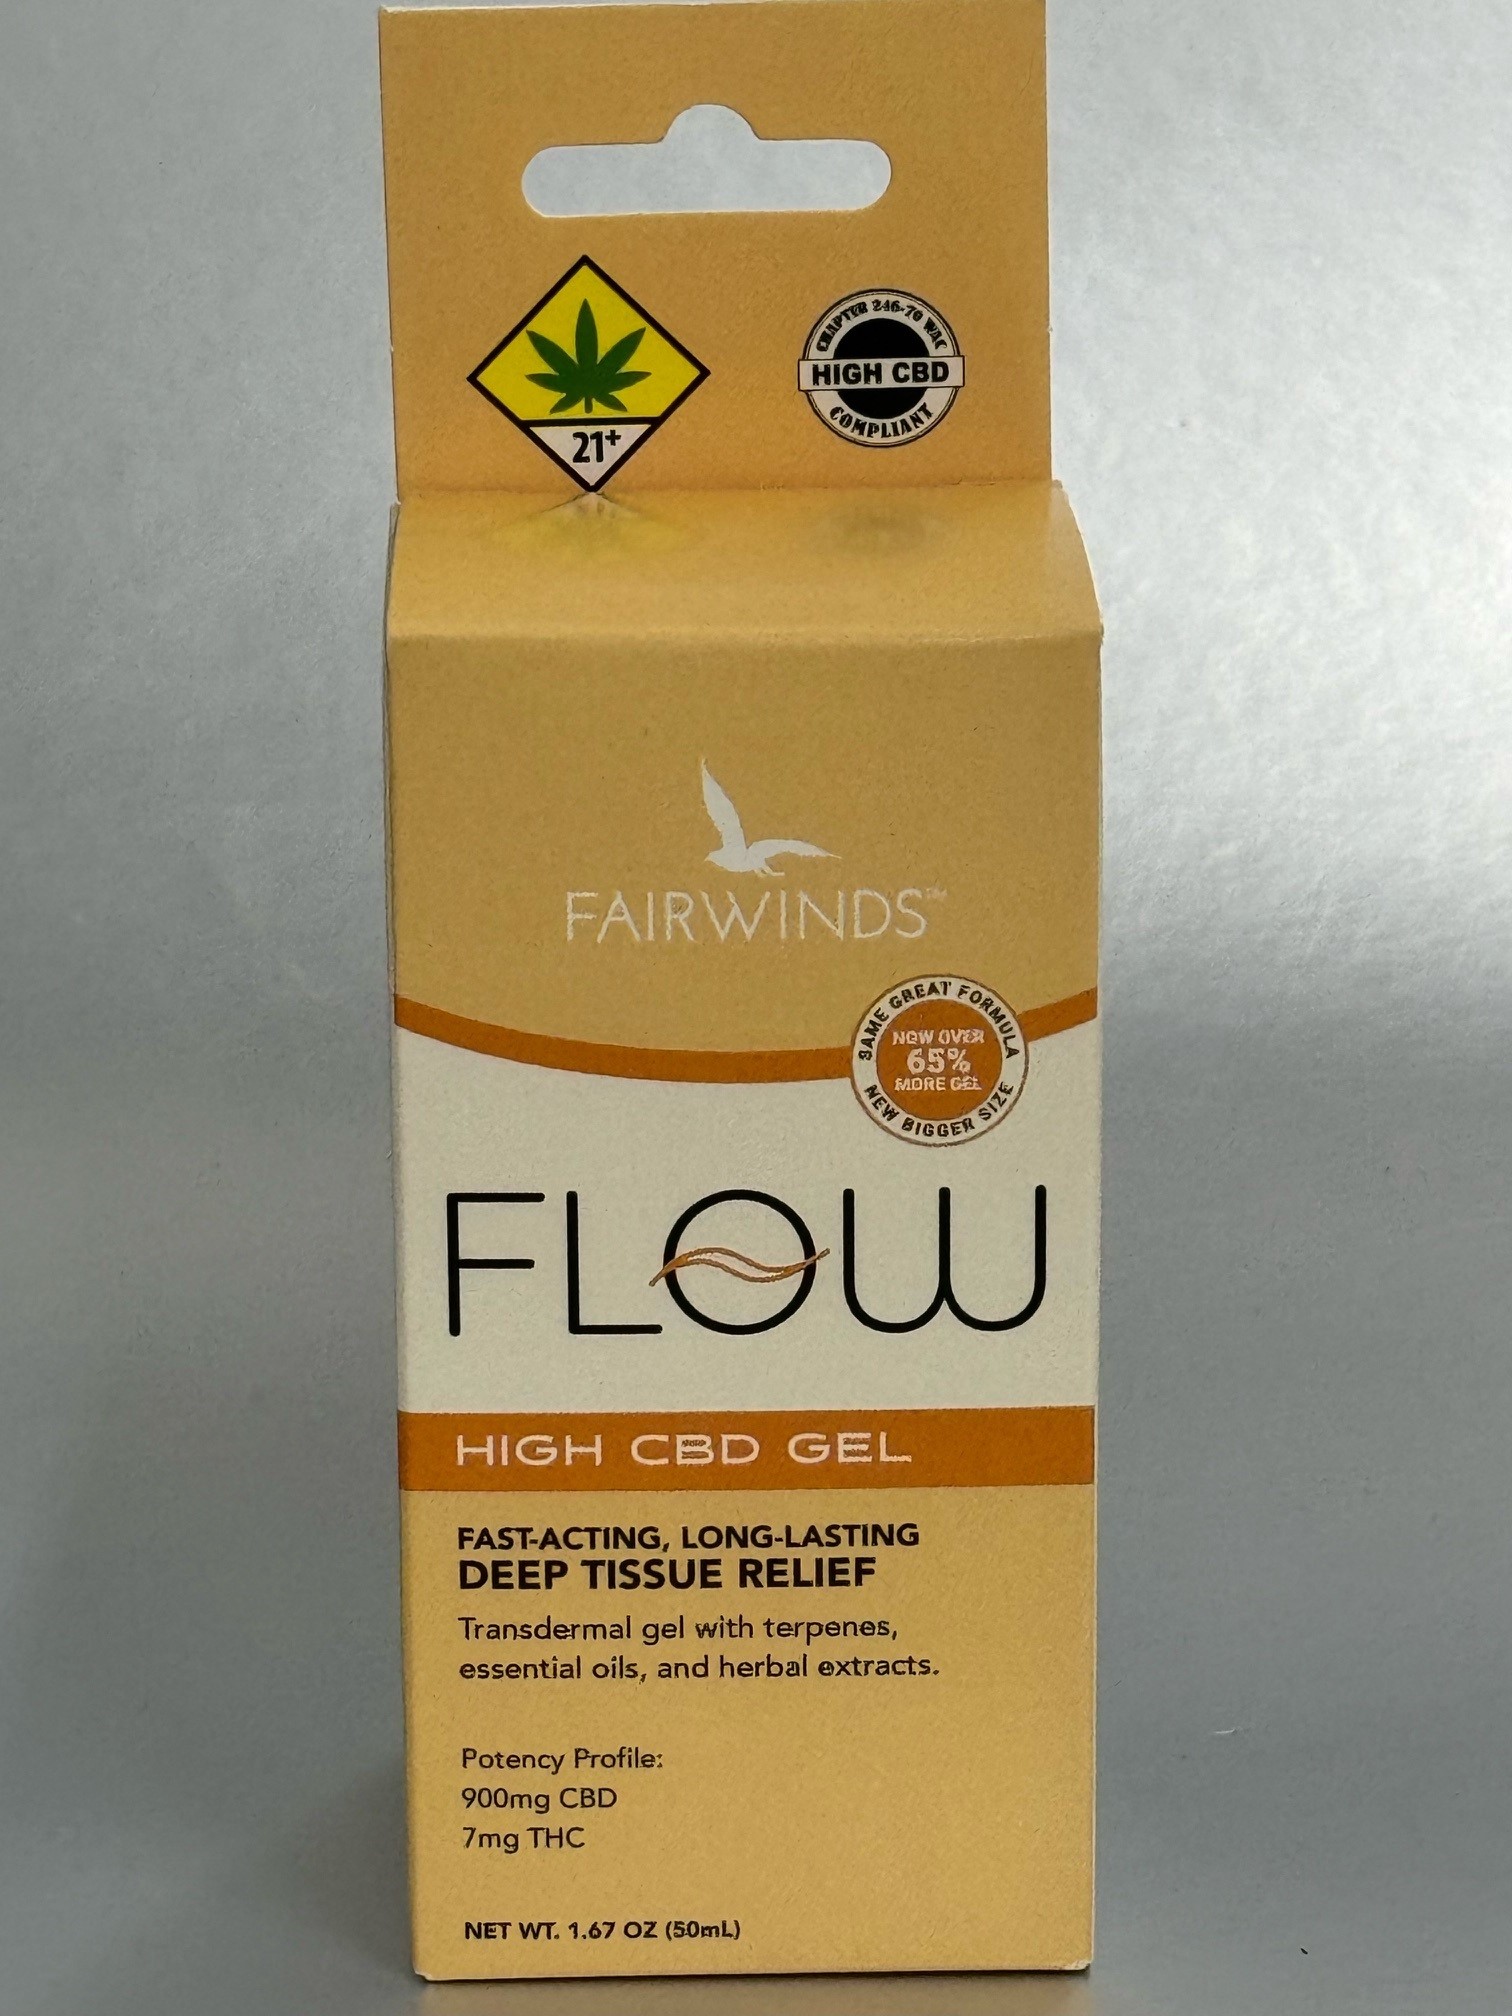 21+
CHAPTER 246-70 WAC
HIGH CBD
COMPLIANT
FAIRWINDS™
SAME GREAT FORMULA
NOW OVER
65%
MORE GEL
NEW BIGGER SIZE
FLOW
HIGH CBD GEL
FAST-ACTING, LONG-LASTING
DEEP TISSUE RELIEF
Transdermal gel with terpenes,
essential oils, and herbal extracts.
Potency Profile:
900mg CBD
7mg THC
NET WT. 1.67 OZ (50mL)